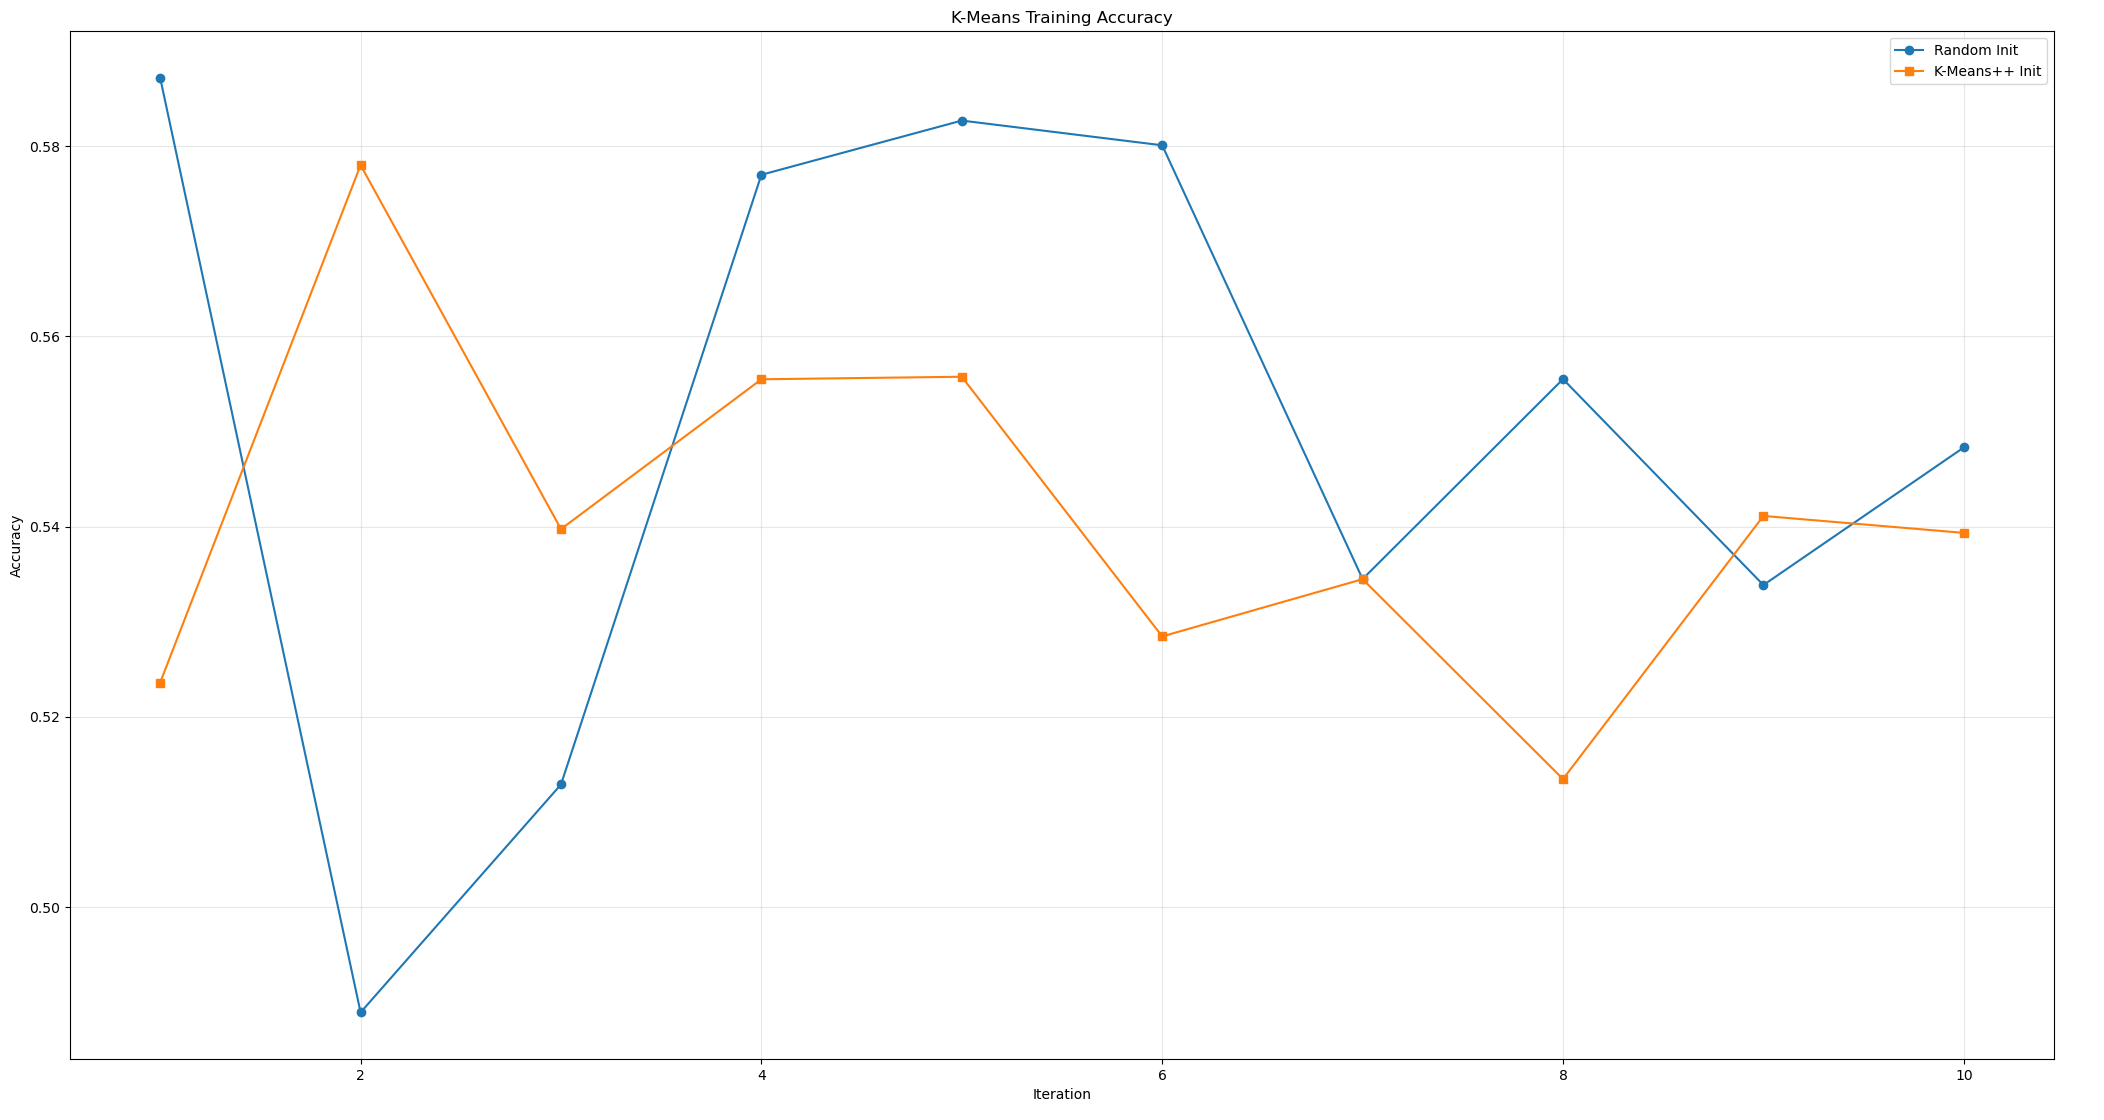 K-Means Training Accuracy
Random Init
K-Means++ Init
Accuracy
0.58
0.56
0.54
0.52
0.50
2
4
6
8
10
Iteration